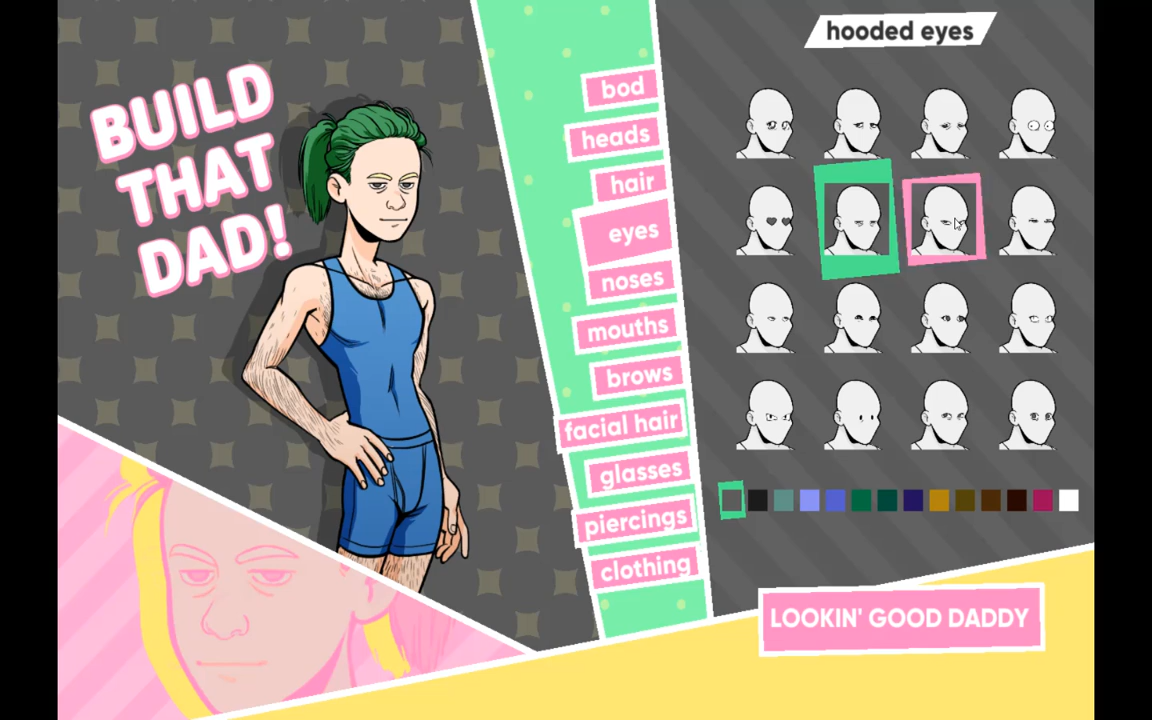 BUILD
THAT
DAD!
bod
heads
hair
eyes
noses
mouths
brows
facial hair
glasses
piercings
clothing
hooded eyes
LOOKIN' GOOD DADDY